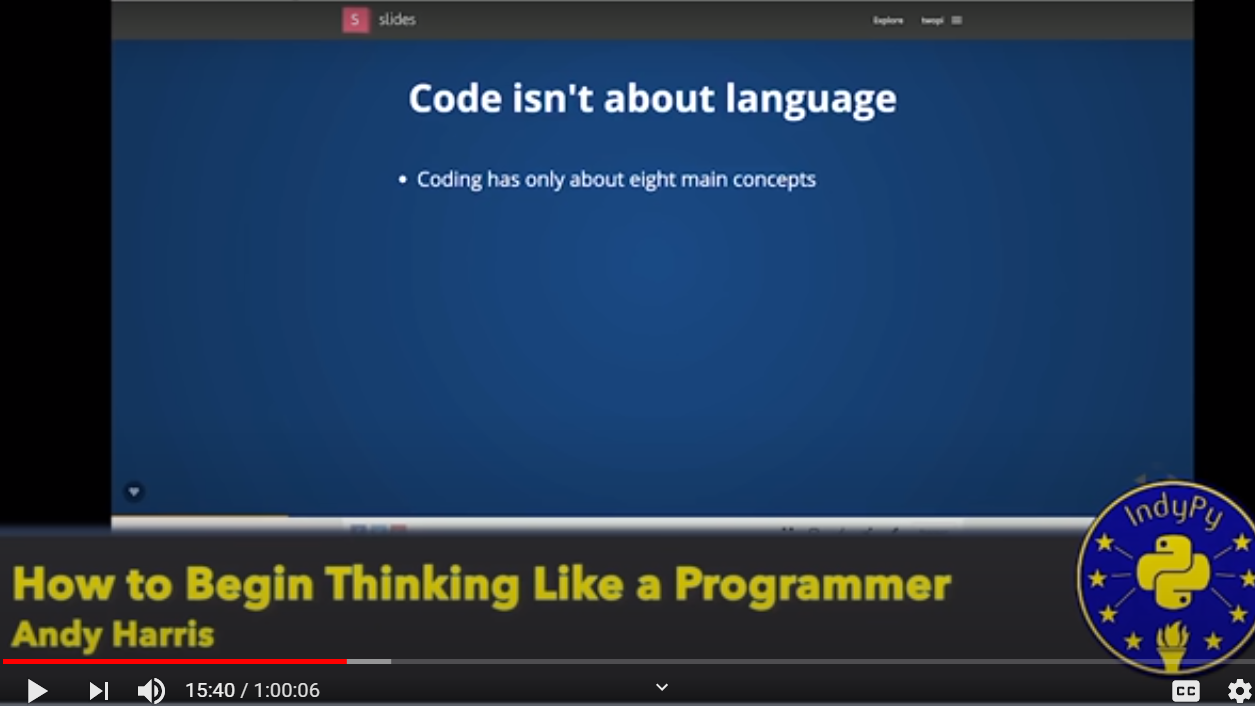 S slides
Explore twopi
Code isn't about language
• Coding has only about eight main concepts
IndyPy
How to Begin Thinking Like a Programmer
Andy Harris
15:40 / 1:00:06
CC